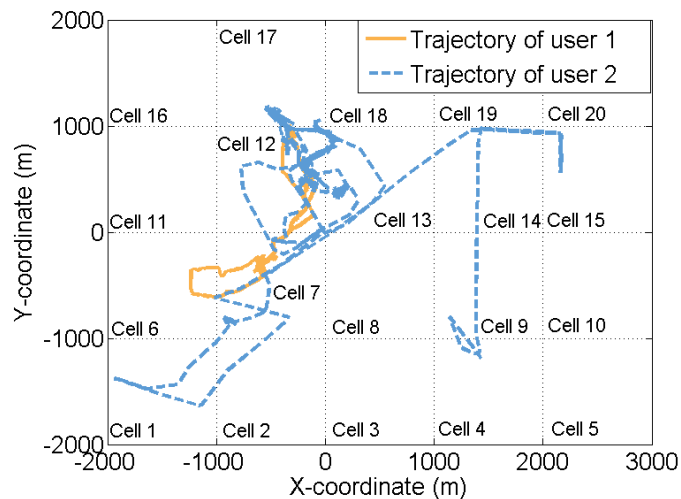 2000
Cell 17
Trajectory of user 1
Trajectory of user 2
Cell 16
Cell 18
Cell 19
Cell 20
1000
Cell 12
Y-coordinate (m)
Cell 11
Cell 13
Cell 14
Cell 15
0
Cell 7
Cell 6
Cell 8
Cell 9
Cell 10
-1000
Cell 1
Cell 2
Cell 3
Cell 4
Cell 5
-2000
-2000
-1000
0
1000
2000
3000
X-coordinate (m)